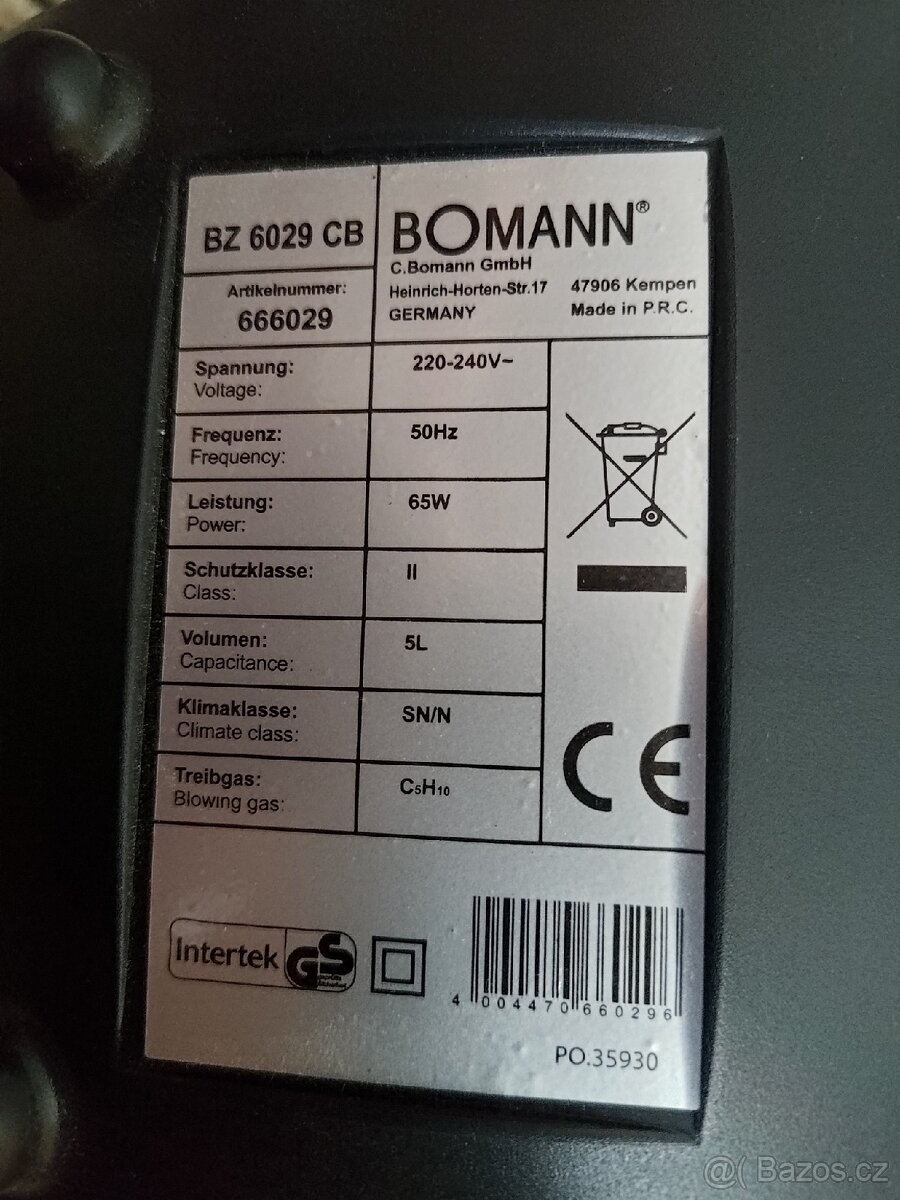 BZ 6029 CB
Artikelnummer:
666029
BOMANN®
C.Bomann GmbH
Heinrich-Horten-Str.17 47906 Kempen
GERMANY Made in P.R.C.
Spannung: 220-240V~
Voltage:
Frequenz: 50Hz
Frequency:
Leistung: 65W
Power:
Schutzklasse: II
Class:
Volumen: 5L
Capacitance:
Klimaklasse: SN/N
Climate class:
Treibgas: C₅H₁₀
Blowing gas:
CE
Intertek GS
4 004470 660296
PO.35930
@( Bazos.cz